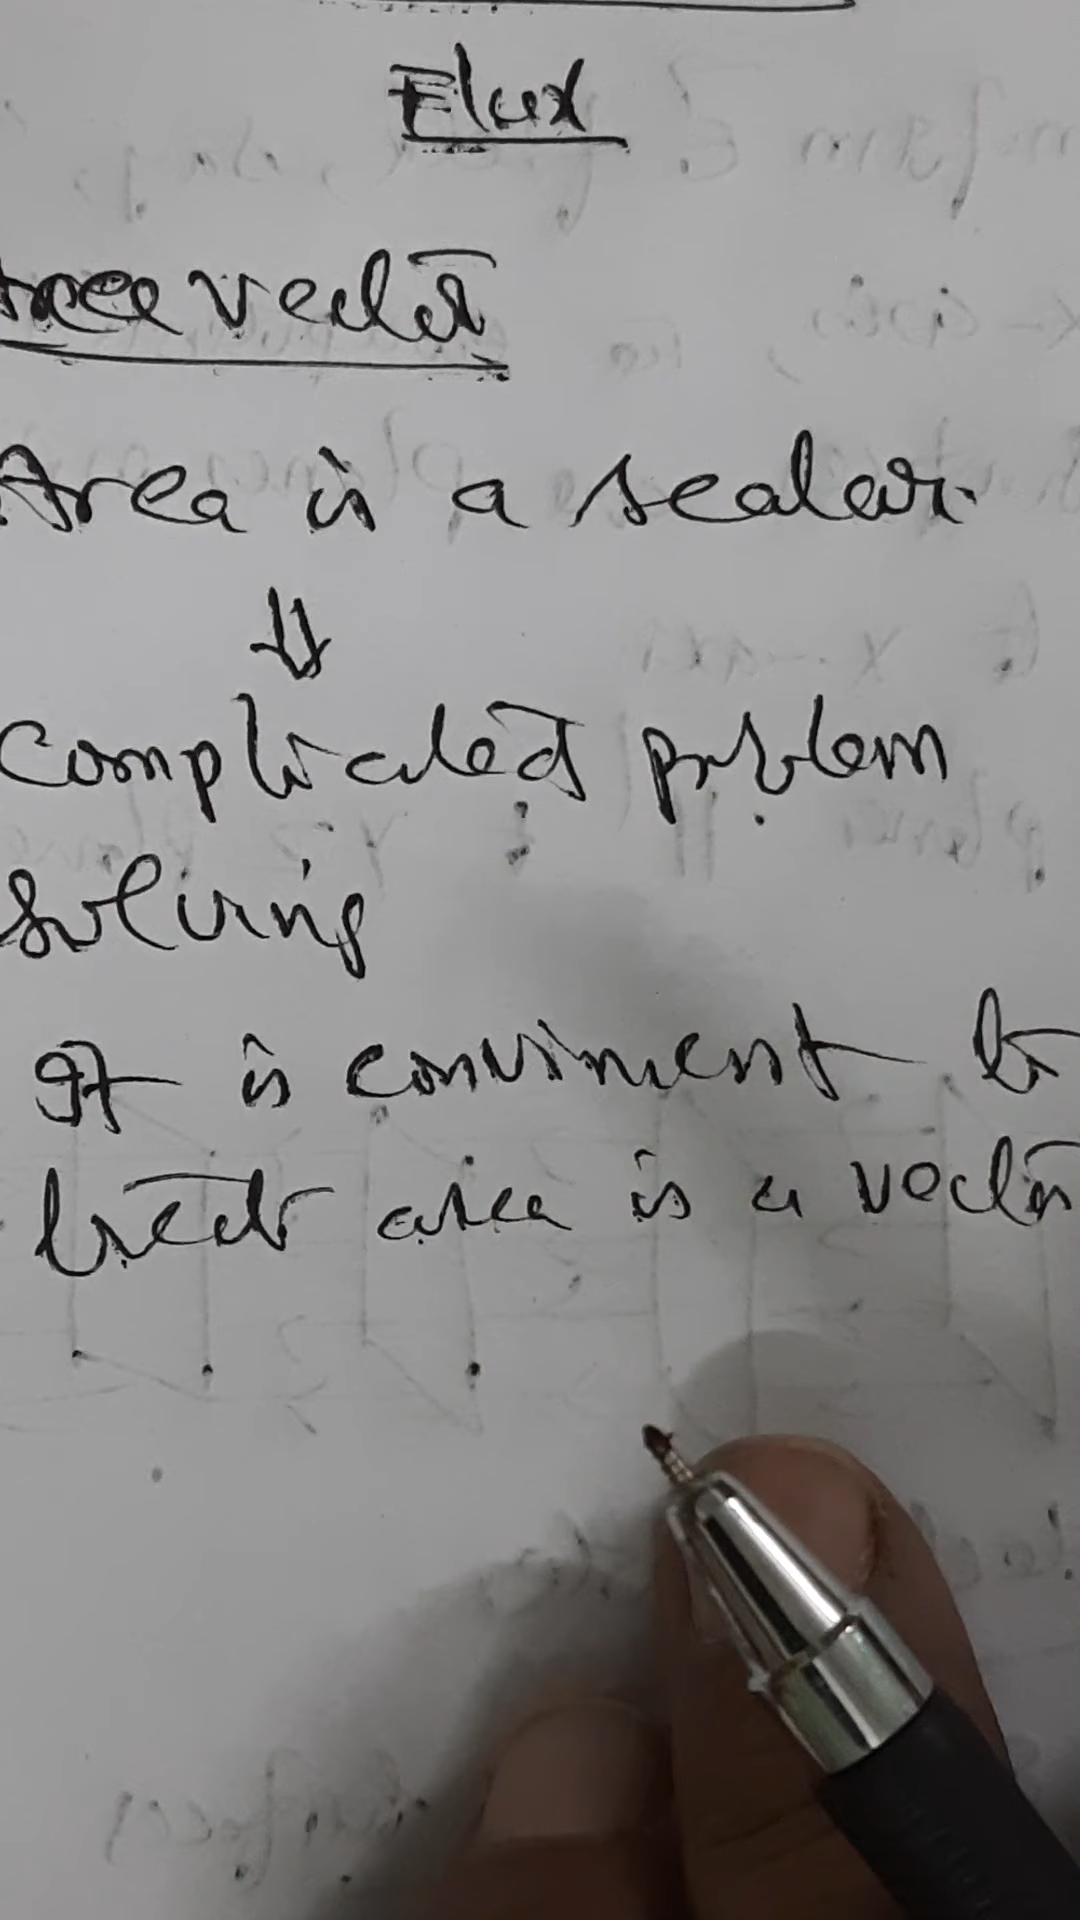 Flux
Area vector
Area is a scalar.
Complicated problem
solving
It is convinient to
treat area is a vector